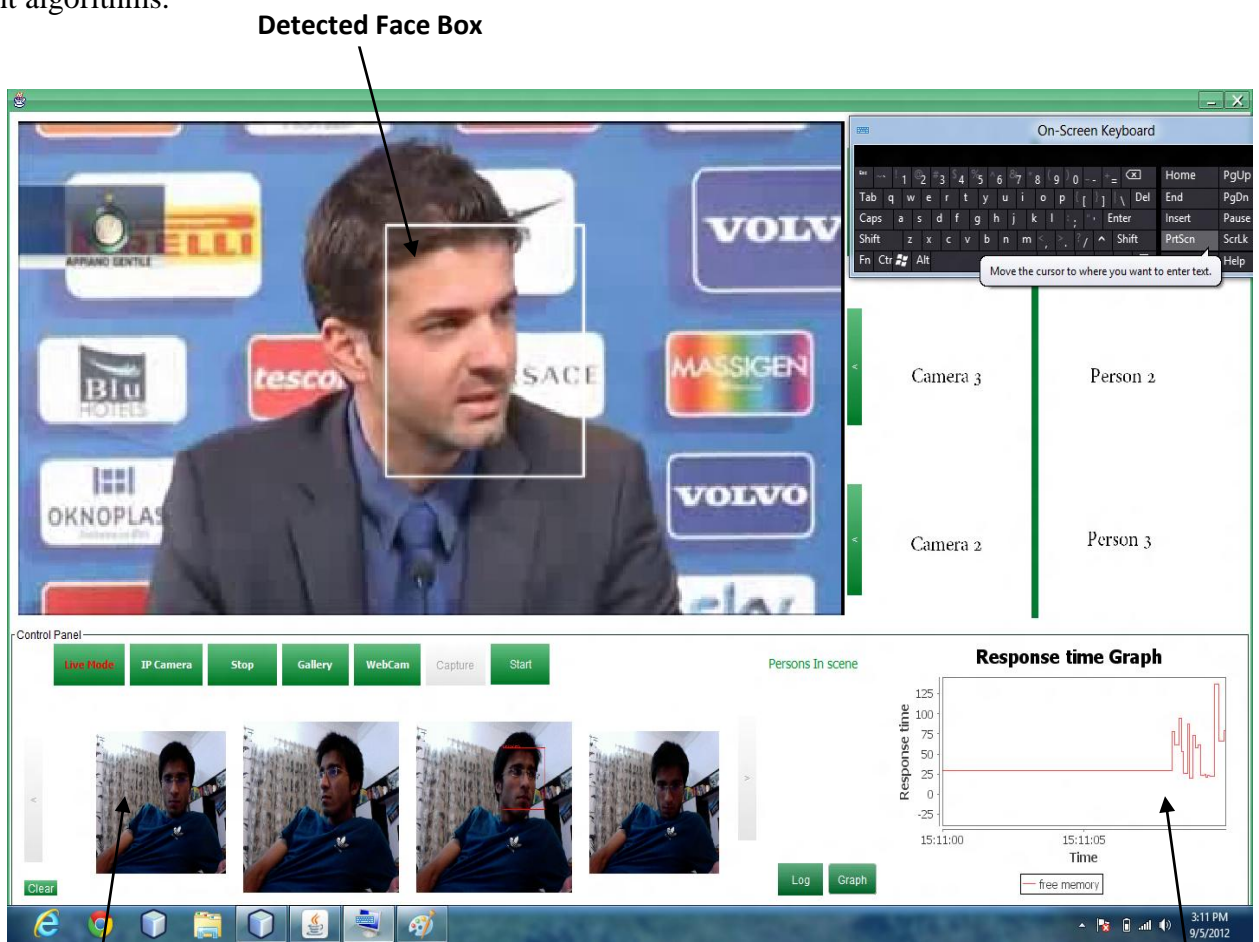 t algorithms.
Detected Face Box
On-Screen Keyboard
Home PgUp
Tab q w e r t y u i o p [ ] \ Del End PgDn
Caps a s d f g h j k l ; ' Enter Insert Pause
Shift z x c v b n m < , > . ? / ^ Shift PrtScn ScrLk
Fn Ctr Alt Help
Move the cursor to where you want to enter text.
APPIANO GENTILE
RELLI
VOLV
Blu
HOTELS
tesco
SACE
MASSIGEN
OKNOPLAS
VOLVO
sky
< Camera 3 Person 2
< Camera 2 Person 3
Control Panel
Live Mode IP Camera Stop Gallery WebCam Capture Start
Persons In scene
<
>
Clear
Log Graph
Response time Graph
Response time
125
100
75
50
25
0
-25
15:11:00 15:11:05
Time
free memory
3:11 PM
9/5/2012